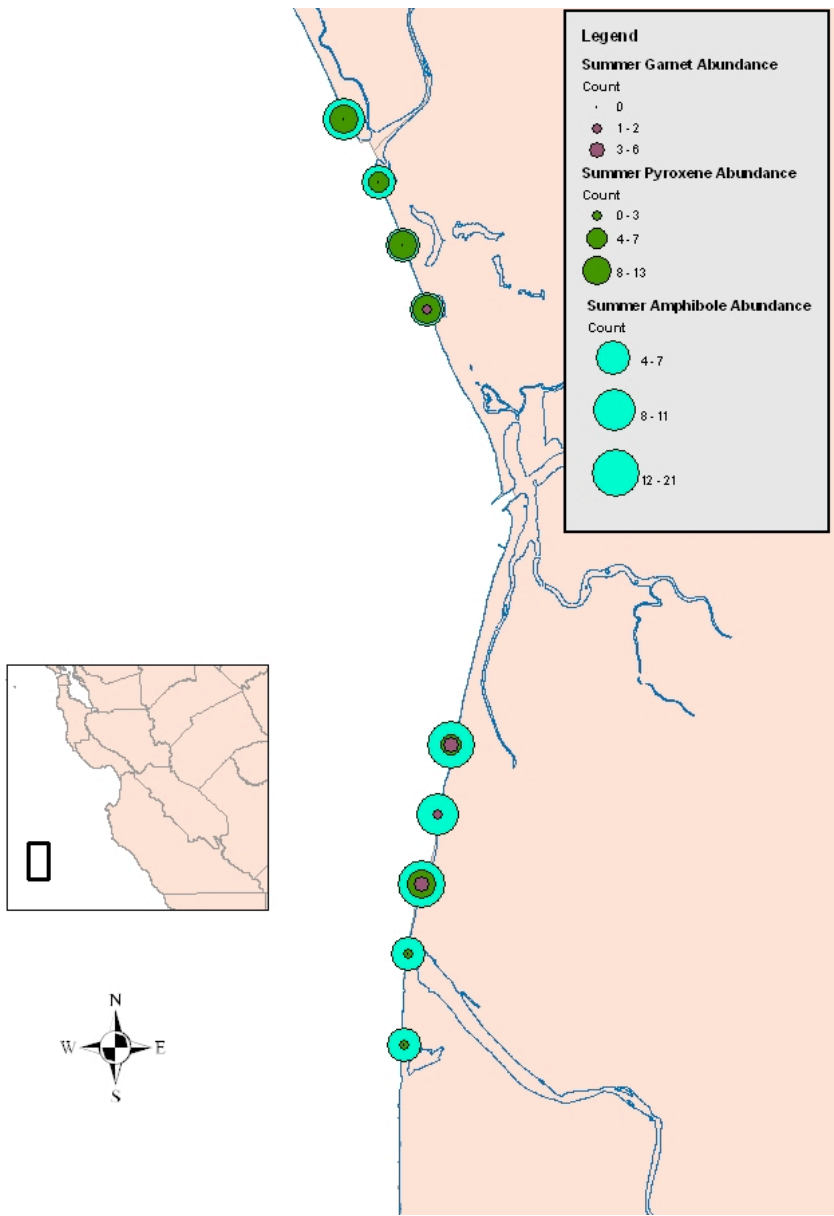 Legend
Summer Garnet Abundance
Count
0
1 - 2
3 - 6
Summer Pyroxene Abundance
Count
0 - 3
4 - 7
8 - 13
Summer Amphibole Abundance
Count
4 - 7
8 - 11
12 - 21
N
W E
S